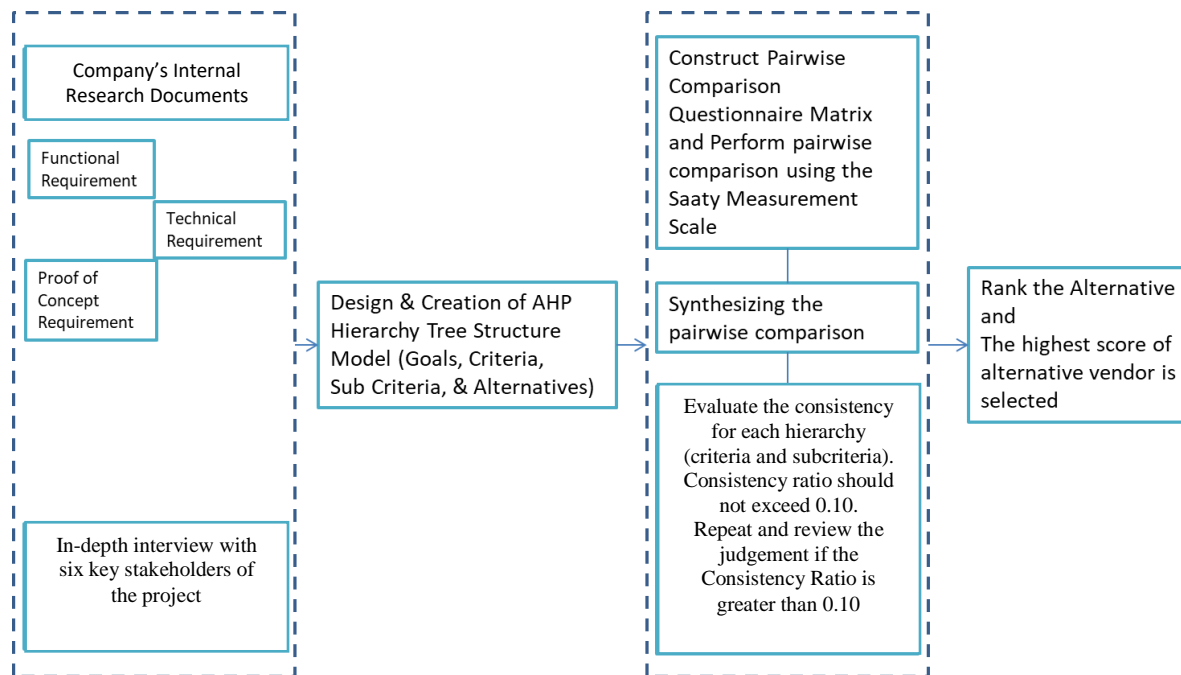 Company’s Internal
Research Documents
Functional
Requirement
Technical
Requirement
Proof of
Concept
Requirement
In-depth interview with
six key stakeholders of
the project
Design & Creation of AHP
Hierarchy Tree Structure
Model (Goals, Criteria,
Sub Criteria, & Alternatives)
Construct Pairwise
Comparison
Questionnaire Matrix
and Perform pairwise
comparison using the
Saaty Measurement
Scale
Synthesizing the
pairwise comparison
Evaluate the consistency
for each hierarchy
(criteria and subcriteria).
Consistency ratio should
not exceed 0.10.
Repeat and review the
judgement if the
Consistency Ratio is
greater than 0.10
Rank the Alternative
and
The highest score of
alternative vendor is
selected